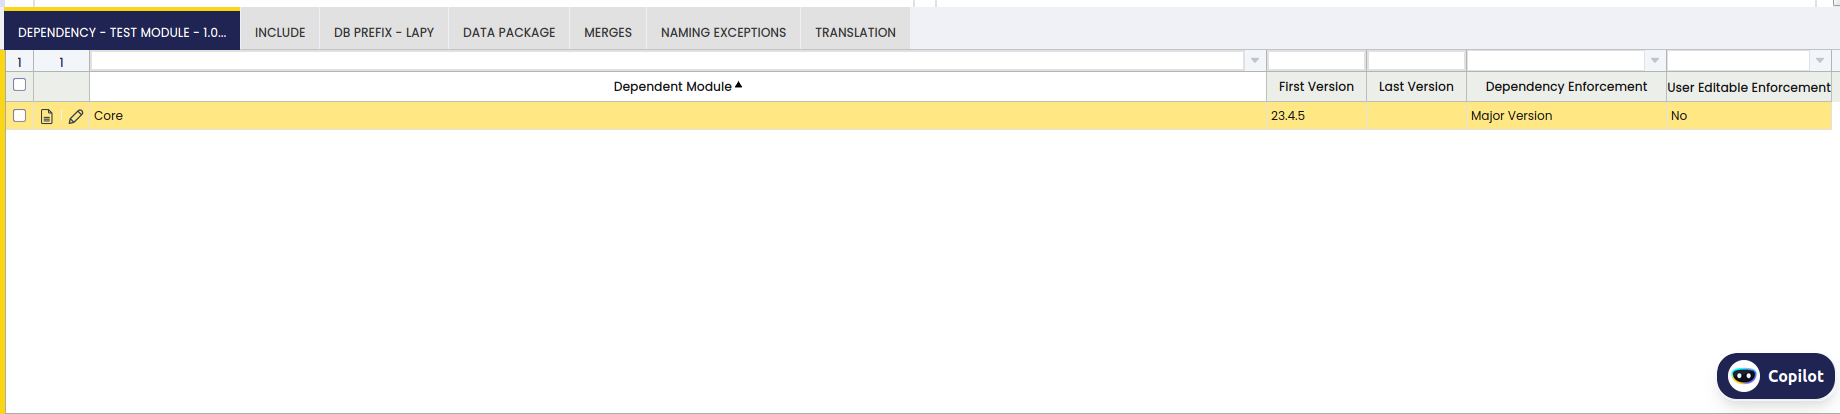 DEPENDENCY - TEST MODULE - 1.0... INCLUDE DB PREFIX - LAPY DATA PACKAGE MERGES NAMING EXCEPTIONS TRANSLATION
1 1
Dependent Module First Version Last Version Dependency Enforcement User Editable Enforcement
Core 23.4.5 Major Version No
Copilot